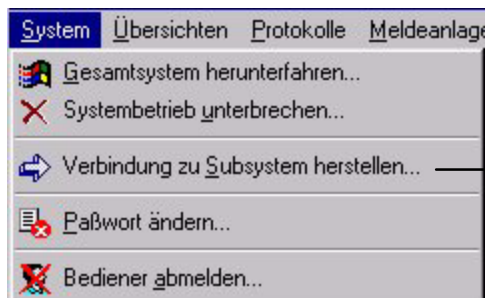 System Übersichten Protokolle Meldeanlage
Gesamtsystem herunterfahren...
Systembetrieb unterbrechen...
Verbindung zu Subsystem herstellen...
Paßwort ändern...
Bediener abmelden...